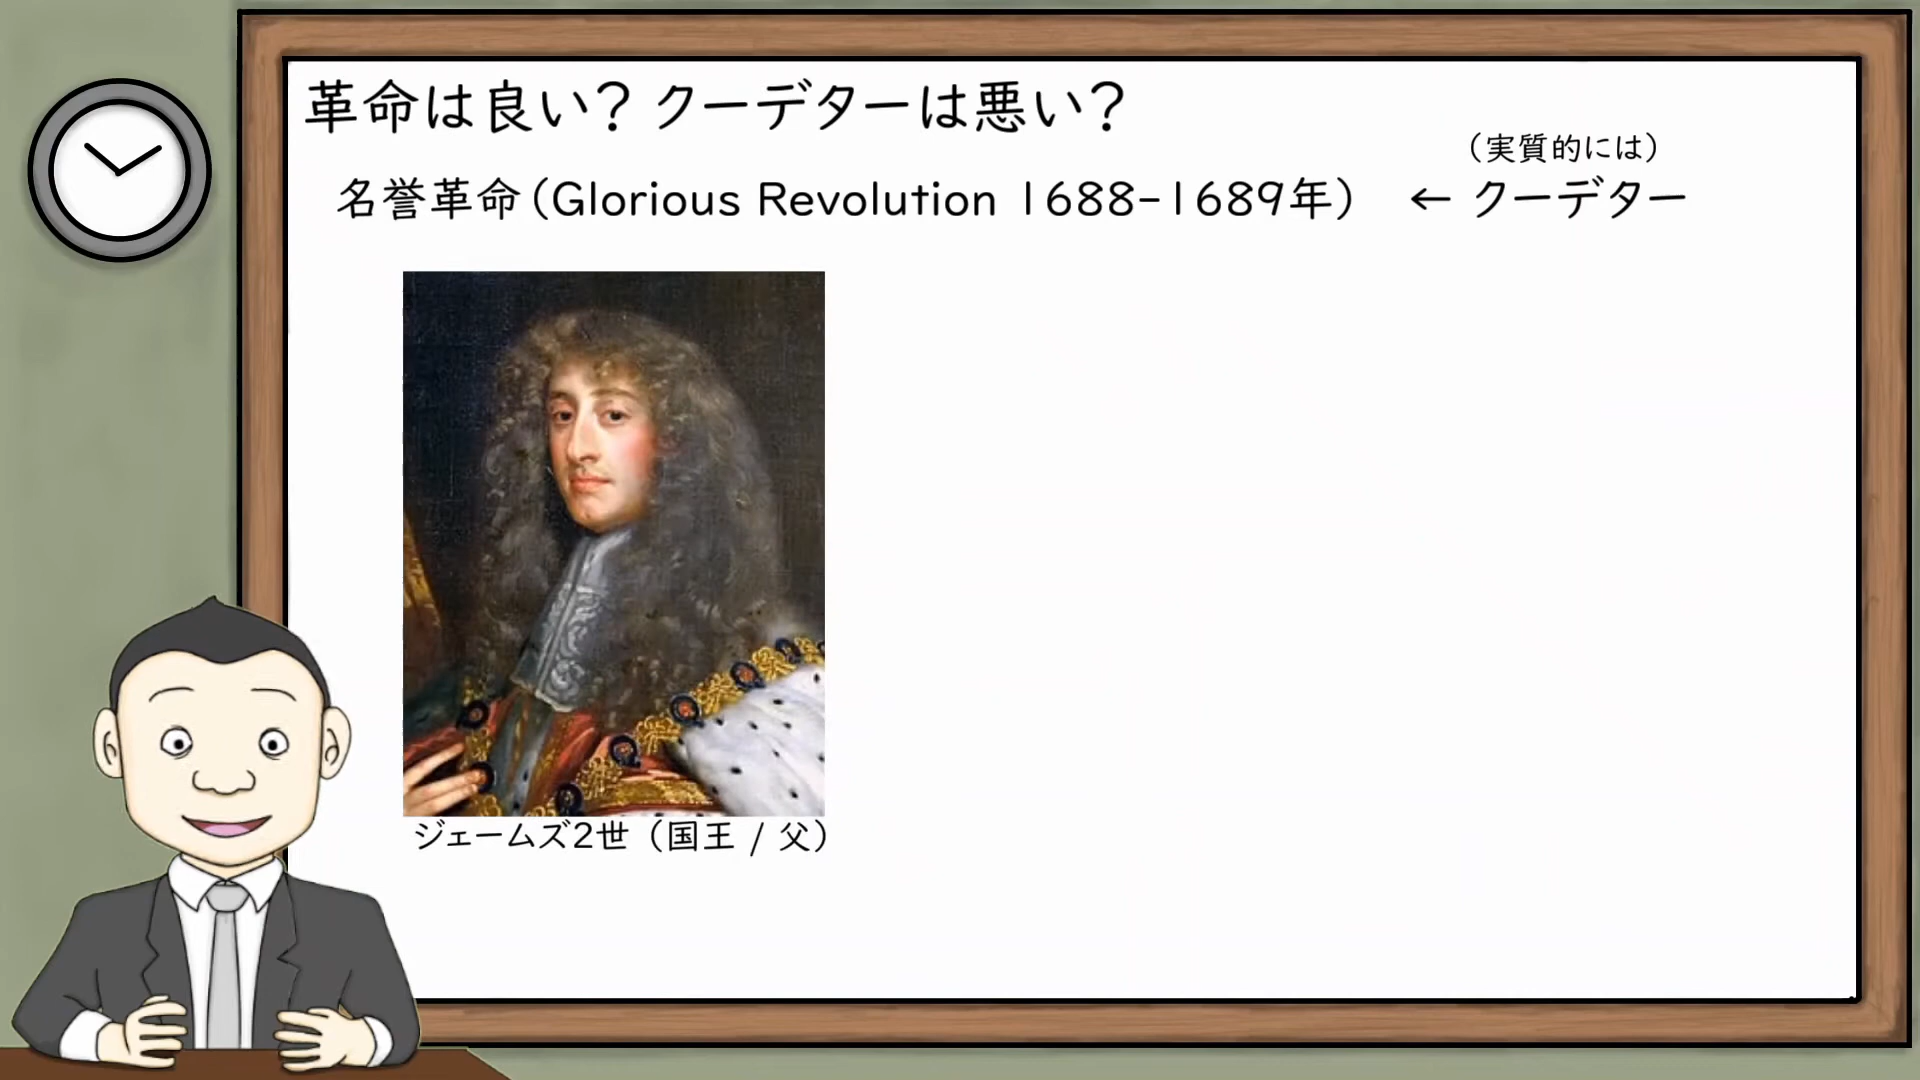 革命は良い？ クーデターは悪い？
（実質的には）
名誉革命（Glorious Revolution 1688–1689年） ← クーデター
ジェームズ2世（国王 / 父）